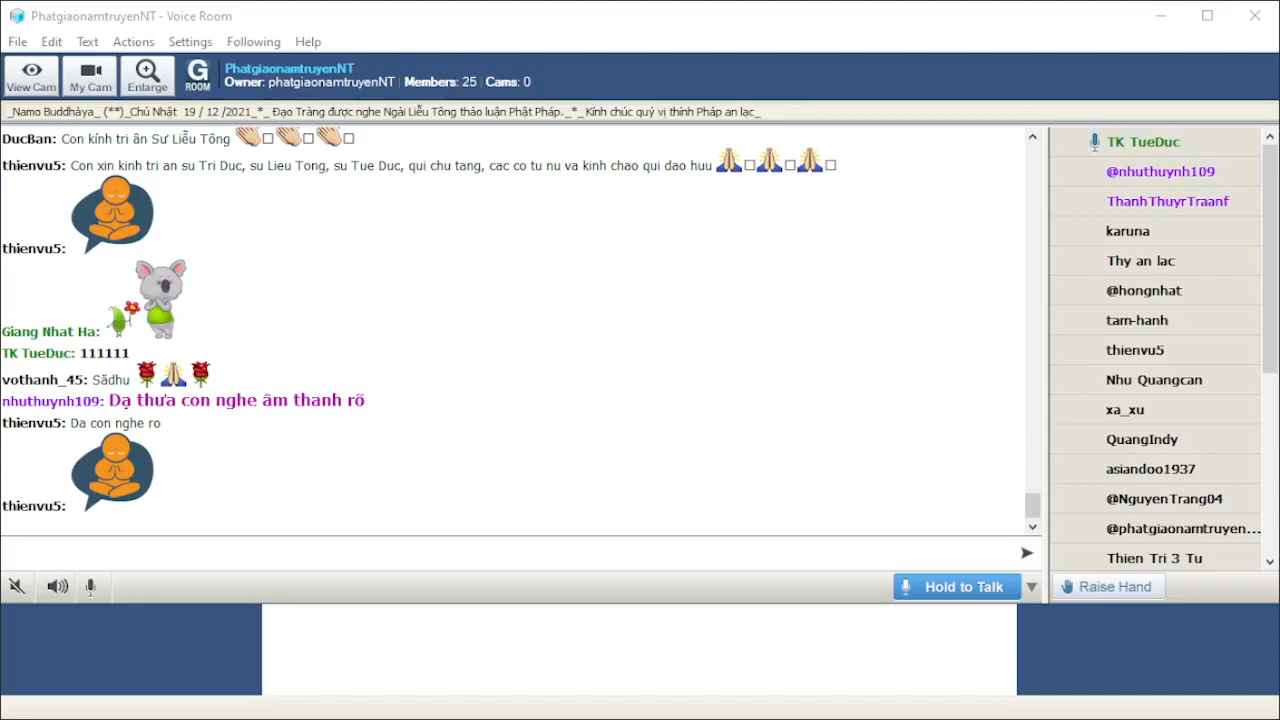 PhatgiaonamtruyenNT - Voice Room
File Edit Text Actions Settings Following Help
View Cam My Cam Enlarge G ROOM
PhatgiaonamtruyenNT
Owner: phatgiaonamtruyenNT Members: 25 Cams: 0
_Namo Buddhàya_ (**)_Chủ Nhật 19 / 12 /2021_*_ Đạo Tràng được nghe Ngài Liễu Tông thảo luận Phật Pháp._*_Kính chúc quý vị thính Pháp an lạc_
DucBan: Con kính tri ân Sư Liễu Tông
thienvu5: Con xin kinh tri an su Tri Duc, su Lieu Tong, su Tue Duc, qui chu tang, cac co tu nu va kinh chao qui dao huu
thienvu5:
Giang Nhat Ha:
TK TueDuc: 111111
vothanh_45: Sādhu
nhuthuynh109: Dạ thưa con nghe âm thanh rõ
thienvu5: Da con nghe ro
thienvu5:
TK TueDuc
@nhuthuynh109
ThanhThuyrTraanf
karuna
Thy an lac
@hongnhat
tam-hanh
thienvu5
Nhu Quangcan
xa_xu
QuangIndy
asiandoo1937
@NguyenTrang04
@phatgiaonamtruyen...
Thien Tri 3 Tu
Hold to Talk
Raise Hand